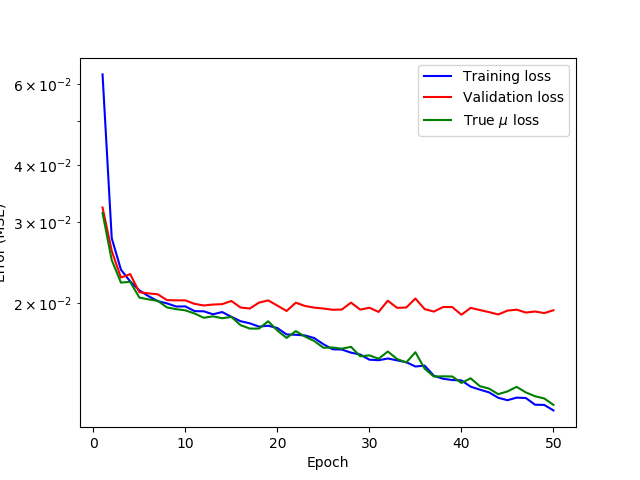 Training loss
Validation loss
True μ loss
6 × 10⁻²
4 × 10⁻²
3 × 10⁻²
2 × 10⁻²
(MSE)
0 10 20 30 40 50
Epoch